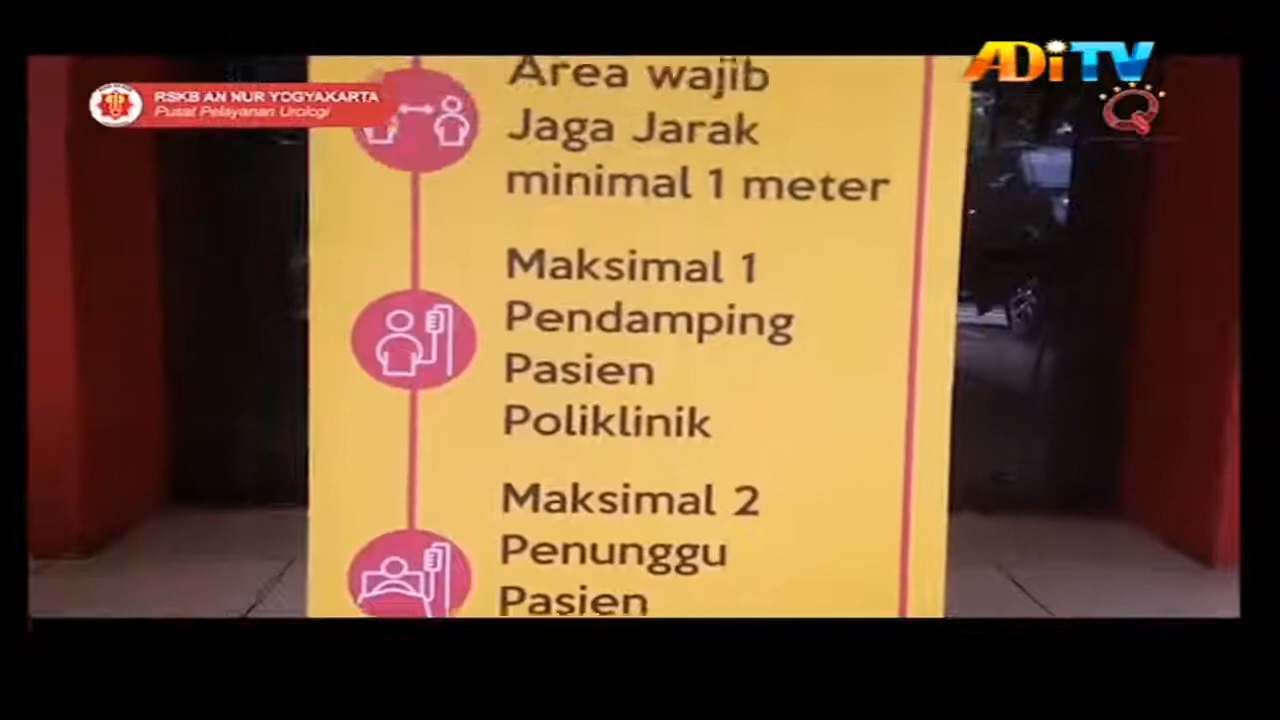 ADiTV
RSKB AN NUR YOGYAKARTA
Pusat Pelayanan Urologi
Q
Area wajib
Jaga Jarak
minimal 1 meter
Maksimal 1
Pendamping
Pasien
Poliklinik
Maksimal 2
Penunggu
Pasien